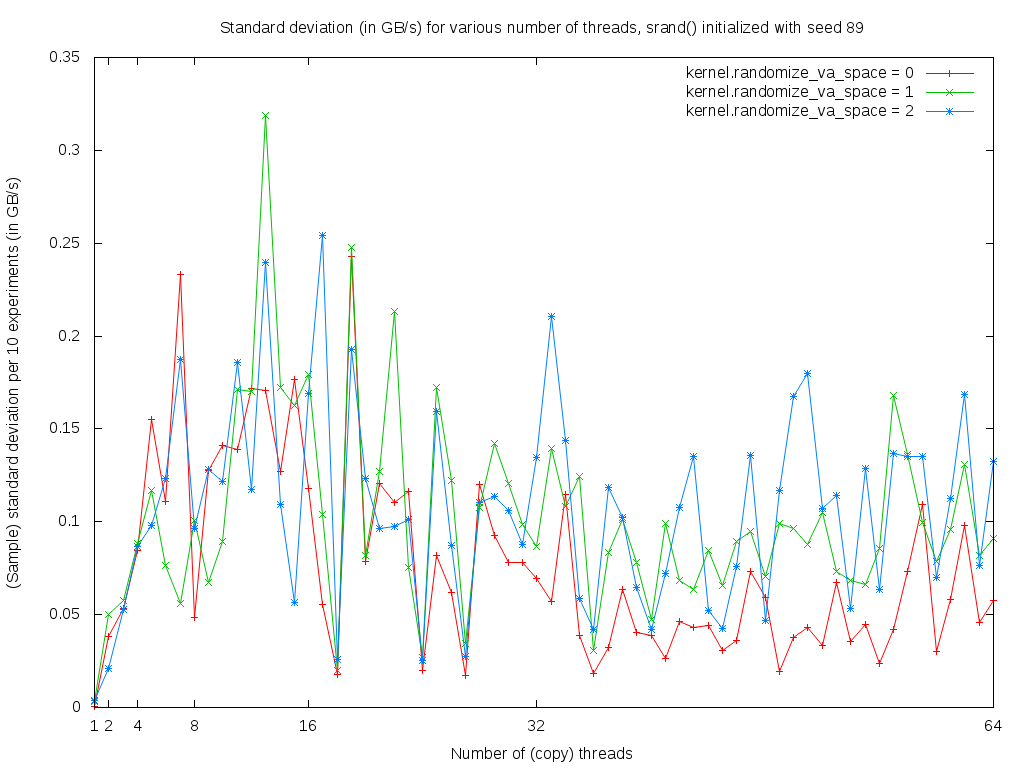 Standard deviation (in GB/s) for various number of threads, srand() initialized with seed 89
kernel.randomize_va_space = 0
kernel.randomize_va_space = 1
kernel.randomize_va_space = 2
(Sample) standard deviation per 10 experiments (in GB/s)
0.35
0.3
0.25
0.2
0.15
0.1
0.05
0
1 2 4 8 16 32 64
Number of (copy) threads